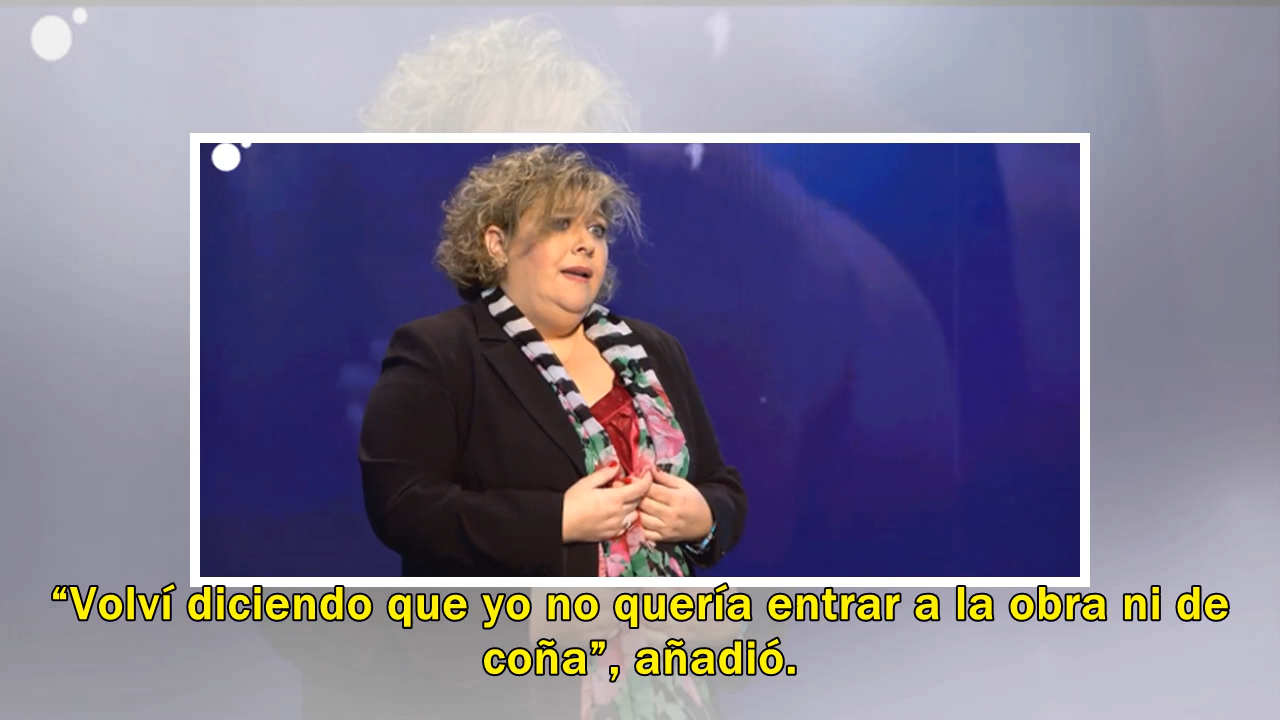 “Volví diciendo que yo no quería entrar a la obra ni de
coña”, añadió.